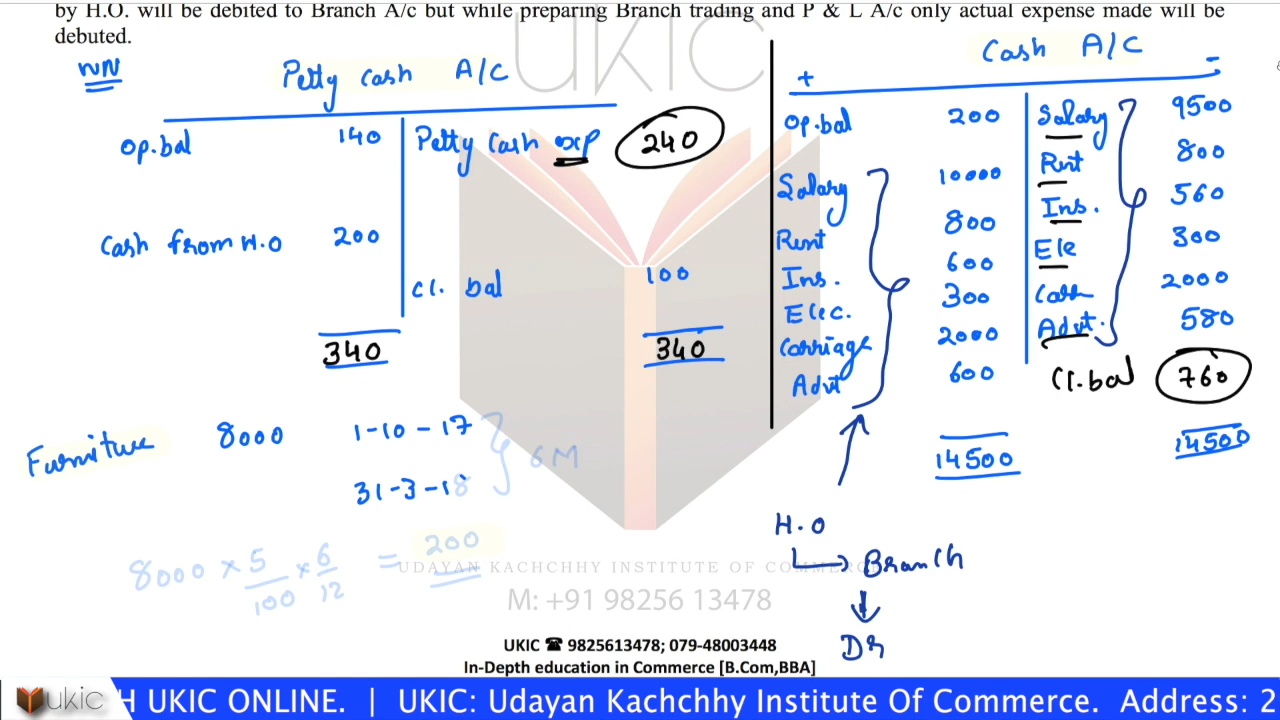 by H.O. will be debited to Branch A/c but while preparing Branch trading and P & L A/c only actual expense made will be
debuted.
WN
Petty cash A/C
Op.bal 140 Petty Cash exp 240
Cash from H.O 200
Cl. bal 100
340 340
Furniture 8000 1-10-17
31-3-18 } 6M
8000 × 5/100 × 6/12 = 200
Cash A/C
+ -
Op.bal 200 Salary 9500
Salary 10000 Rent 800
Rent 800 Ins. 560
Ins. 600 Ele 300
Elec. 300 Cash 2000
Carriage 2000 Advt. 580
Advt 600 Cl.bal 760
14500 14500
H.O
Branch
Dr
UKIC
UDAYAN KACHCHHY INSTITUTE OF COMMERCE
M: +91 98256 13478
UKIC ☎ 9825613478; 079-48003448
In-Depth education in Commerce [B.Com,BBA]
ukic H UKIC ONLINE. | UKIC: Udayan Kachchhy Institute Of Commerce. Address: 2